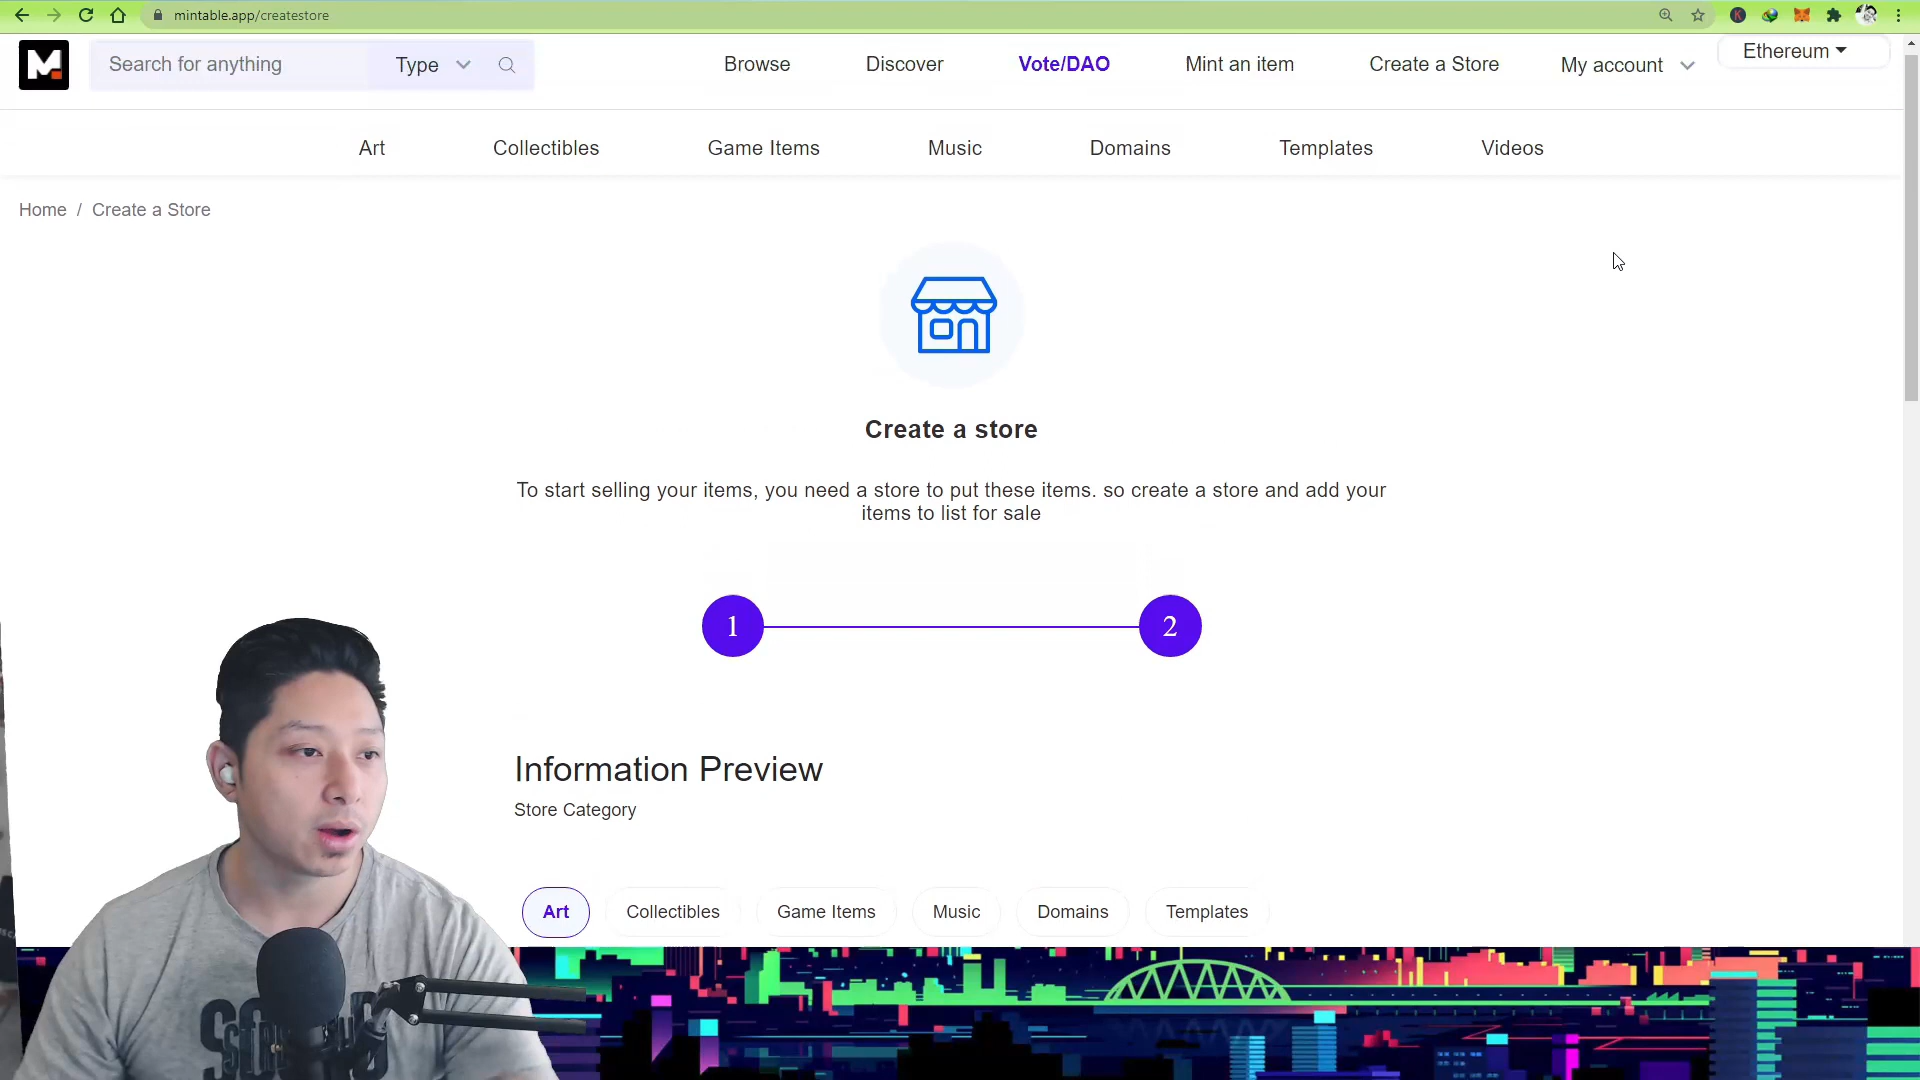 mintable.app/createstore
M
Search for anything
Type
Browse
Discover
Vote/DAO
Mint an item
Create a Store
My account
Ethereum
Art
Collectibles
Game Items
Music
Domains
Templates
Videos
Home / Create a Store
Create a store
To start selling your items, you need a store to put these items. so create a store and add your
items to list for sale
1
2
Information Preview
Store Category
Art
Collectibles
Game Items
Music
Domains
Templates